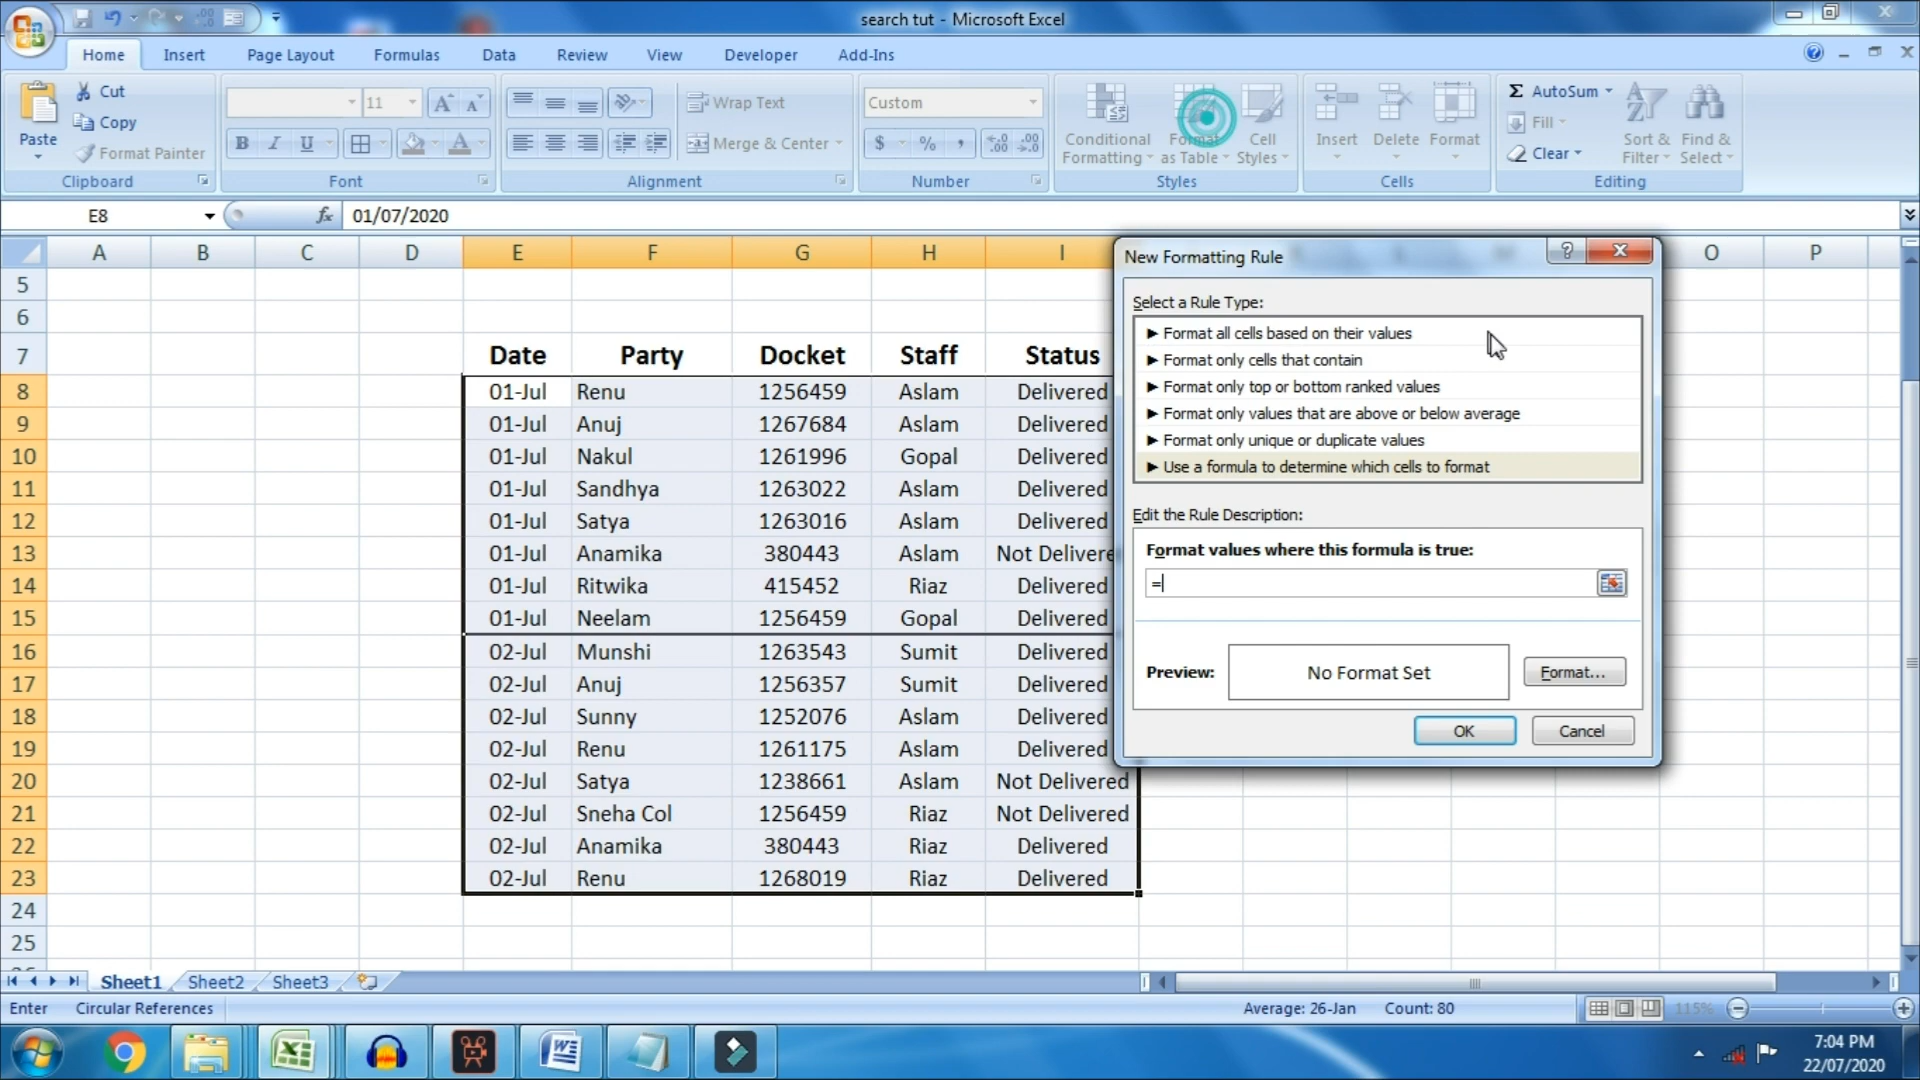 search tut - Microsoft Excel
Home Insert Page Layout Formulas Data Review View Developer Add-Ins
Paste
Cut
Copy
Format Painter
Clipboard
11
B I U
Font
Wrap Text
Merge & Center
Alignment
Custom
$ % ,
Number
Conditional Formatting
Format as Table
Cell Styles
Styles
Insert Delete Format
Cells
Σ AutoSum
Fill
Clear
Sort & Filter
Find & Select
Editing
E8 fx 01/07/2020
A B C D E F G H I O P
5
6
7 Date Party Docket Staff Status
8 01-Jul Renu 1256459 Aslam Delivered
9 01-Jul Anuj 1267684 Aslam Delivered
10 01-Jul Nakul 1261996 Gopal Delivered
11 01-Jul Sandhya 1263022 Aslam Delivered
12 01-Jul Satya 1263016 Aslam Delivered
13 01-Jul Anamika 380443 Aslam Not Delivere
14 01-Jul Ritwika 415452 Riaz Delivered
15 01-Jul Neelam 1256459 Gopal Delivered
16 02-Jul Munshi 1263543 Sumit Delivered
17 02-Jul Anuj 1256357 Sumit Delivered
18 02-Jul Sunny 1252076 Aslam Delivered
19 02-Jul Renu 1261175 Aslam Delivered
20 02-Jul Satya 1238661 Aslam Not Delivered
21 02-Jul Sneha Col 1256459 Riaz Not Delivered
22 02-Jul Anamika 380443 Riaz Delivered
23 02-Jul Renu 1268019 Riaz Delivered
24
25
New Formatting Rule
Select a Rule Type:
► Format all cells based on their values
► Format only cells that contain
► Format only top or bottom ranked values
► Format only values that are above or below average
► Format only unique or duplicate values
► Use a formula to determine which cells to format
Edit the Rule Description:
Format values where this formula is true:
=
Preview: No Format Set Format...
OK Cancel
Sheet1 Sheet2 Sheet3
Enter Circular References Average: 26-Jan Count: 80 115%
7:04 PM
22/07/2020